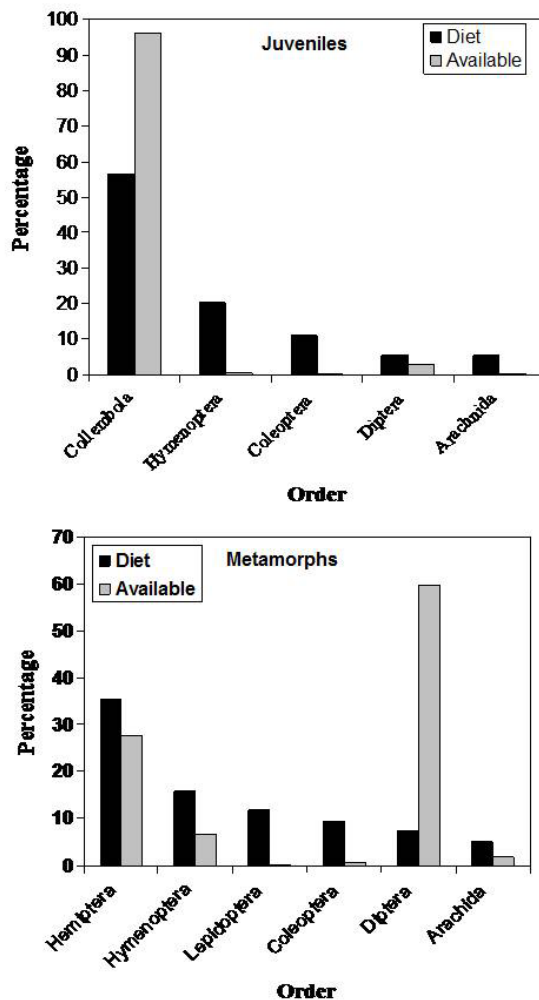 Juveniles
Diet
Available
Percentage
100
90
80
70
60
50
40
30
20
10
0
Collembola
Hymenoptera
Coleoptera
Diptera
Arachnida
Order
Metamorphs
Diet
Available
Percentage
70
60
50
40
30
20
10
0
Hemiptera
Hymenoptera
Lepidoptera
Coleoptera
Diptera
Arachida
Order